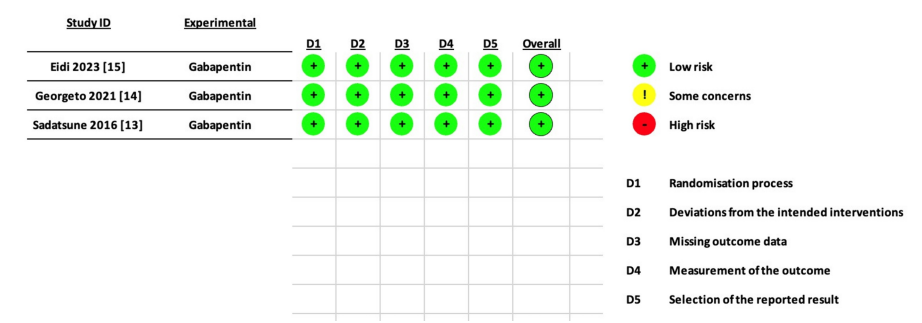 Study ID Experimental
D1 D2 D3 D4 D5 Overall
Eidi 2023 [15] Gabapentin + + + + + +
Georgeto 2021 [14] Gabapentin + + + + + +
Sadatsune 2016 [13] Gabapentin + + + + + +
+ Low risk
! Some concerns
- High risk
D1 Randomisation process
D2 Deviations from the intended interventions
D3 Missing outcome data
D4 Measurement of the outcome
D5 Selection of the reported result